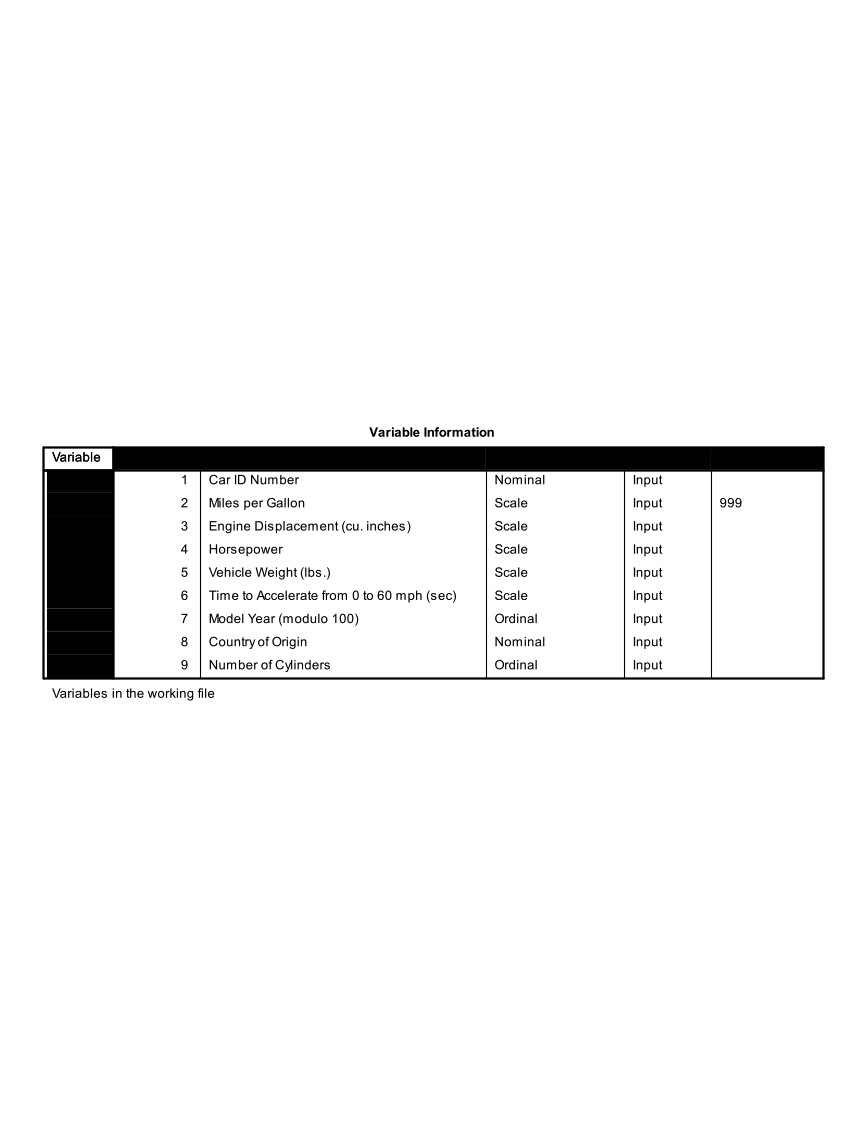 Variable Information
Variable
1 Car ID Number Nominal Input
2 Miles per Gallon Scale Input 999
3 Engine Displacement (cu. inches) Scale Input
4 Horsepower Scale Input
5 Vehicle Weight (lbs.) Scale Input
6 Time to Accelerate from 0 to 60 mph (sec) Scale Input
7 Model Year (modulo 100) Ordinal Input
8 Country of Origin Nominal Input
9 Number of Cylinders Ordinal Input
Variables in the working file